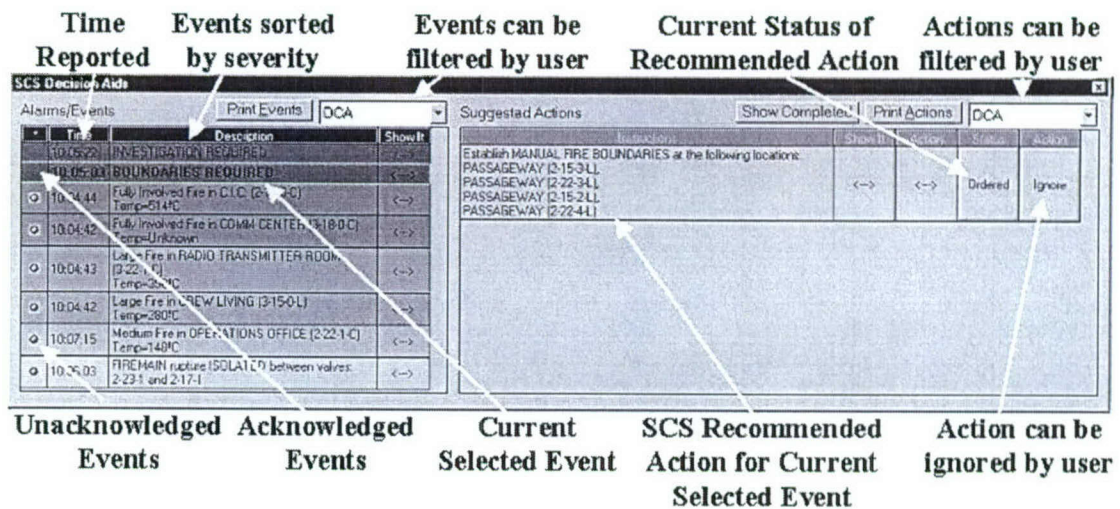 Time
Reported
Events sorted
by severity
Events can be
filtered by user
Current Status of
Recommended Action
Actions can be
filtered by user
SCS Decision Aids
Alarms/Events
Print Events
DCA
Suggested Actions
Show Completed
Print Actions
DCA
* Time Description Show It
Instruction Show It Action Status Action
10:05:22 INVESTIGATION REQUIRED <-->
10:05:03 BOUNDARIES REQUIRED <-->
10:04:44 Fully Involved Fire in C.I.C.
Temp=514°C
<-->
10:04:42 Fully Involved Fire in COMM CENTER (3-18-0-C)
Temp=Unknown
<-->
10:04:43 Large Fire in RADIO TRANSMITTER ROOM
(3-22-1-C)
<-->
10:04:42 Large Fire in CREW LIVING (3-15-0-L)
Temp=280°C
<-->
10:07:15 Medium Fire in OPERATIONS OFFICE (2-22-1-C)
Temp=148°C
<-->
FIREMAIN rupture ISOLATED between valves:
2-23-1 and 2-17-1
<-->
Establish MANUAL FIRE BOUNDARIES at the following locations:
PASSAGEWAY (2-15-3-L),
PASSAGEWAY (2-22-3-L),
PASSAGEWAY (2-15-2-L),
PASSAGEWAY (2-22-4-L)
<--> <--> Ordered Ignore
Unacknowledged
Events
Acknowledged
Events
Current
Selected Event
SCS Recommended
Action for Current
Selected Event
Action can be
ignored by user